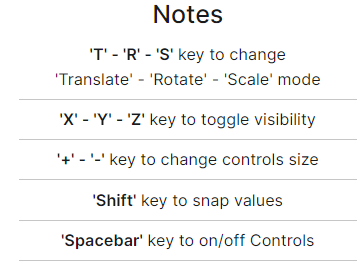 Notes
'T' - 'R' - 'S' key to change
'Translate' - 'Rotate' - 'Scale' mode
'X' - 'Y' - 'Z' key to toggle visibility
'+' - '-' key to change controls size
'Shift' key to snap values
'Spacebar' key to on/off Controls